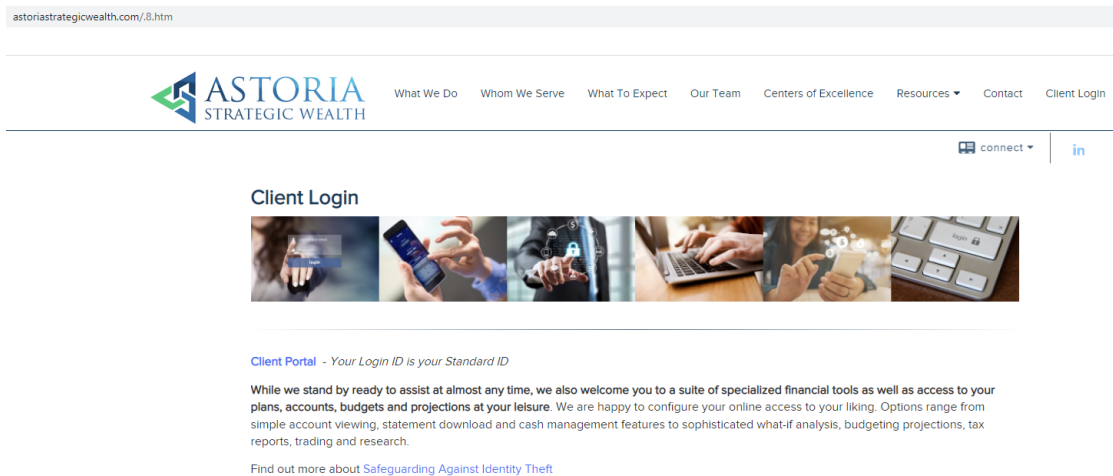 astoriastrategicwealth.com/.8.htm
ASTORIA
STRATEGIC WEALTH
What We Do Whom We Serve What To Expect Our Team Centers of Excellence Resources Contact Client Login
connect in
Client Login
login
login
Client Portal - Your Login ID is your Standard ID
While we stand by ready to assist at almost any time, we also welcome you to a suite of specialized financial tools as well as access to your
plans, accounts, budgets and projections at your leisure. We are happy to configure your online access to your liking. Options range from
simple account viewing, statement download and cash management features to sophisticated what-if analysis, budgeting projections, tax
reports, trading and research.
Find out more about Safeguarding Against Identity Theft